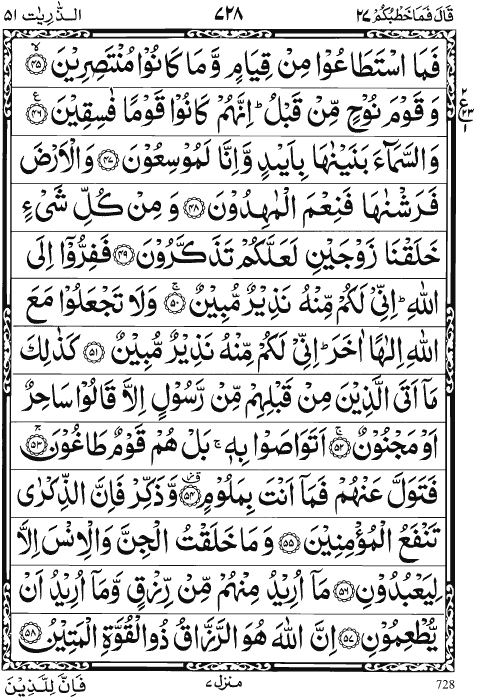 قَالَ فَمَا خَطْبُكُمْ ٢٧ ٧٢٨ الذّٰرِيٰت ٥١
فَمَا اسْتَطَاعُوْا مِنْ قِيَامٍ وَّمَا كَانُوْا مُنْتَصِرِيْنَ ۙ﴿٤٥﴾
وَقَوْمَ نُوْحٍ مِّنْ قَبْلُ ؕ اِنَّهُمْ كَانُوْا قَوْمًا فٰسِقِيْنَ ۧ﴿٤٦﴾
وَالسَّمَآءَ بَنَيْنٰهَا بِاَيْىدٍ وَّاِنَّا لَمُوْسِعُوْنَ ﴿٤٧﴾ وَالْاَرْضَ
فَرَشْنٰهَا فَنِعْمَ الْمٰهِدُوْنَ ﴿٤٨﴾ وَمِنْ كُلِّ شَىْءٍ
خَلَقْنَا زَوْجَيْنِ لَعَلَّكُمْ تَذَكَّرُوْنَ ﴿٤٩﴾ فَفِرُّوْۤا اِلَى
اللّٰهِ ؕ اِنِّىْ لَكُمْ مِّنْهُ نَذِيْرٌ مُّبِيْنٌ ۚ﴿٥٠﴾ وَلَا تَجْعَلُوْا مَعَ
اللّٰهِ اِلٰهًا اٰخَرَ ؕ اِنِّىْ لَكُمْ مِّنْهُ نَذِيْرٌ مُّبِيْنٌ ﴿٥١﴾ كَذٰلِكَ
مَاۤ اَتَى الَّذِيْنَ مِنْ قَبْلِهِمْ مِّنْ رَّسُوْلٍ اِلَّا قَالُوْا سَاحِرٌ
اَوْ مَجْنُوْنٌ ۚ﴿٥٢﴾ اَتَوَاصَوْا بِهٖ ۚ بَلْ هُمْ قَوْمٌ طَاغُوْنَ ۚ﴿٥٣﴾
فَتَوَلَّ عَنْهُمْ فَمَاۤ اَنْتَ بِمَلُوْمٍ ۗ﴿٥٤﴾ وَّذَكِّرْ فَاِنَّ الذِّكْرٰى
تَنْفَعُ الْمُؤْمِنِيْنَ ﴿٥٥﴾ وَمَا خَلَقْتُ الْجِنَّ وَالْاِنْسَ اِلَّا
لِيَعْبُدُوْنِ ﴿٥٦﴾ مَاۤ اُرِيْدُ مِنْهُمْ مِّنْ رِّزْقٍ وَّمَاۤ اُرِيْدُ اَنْ
يُّطْعِمُوْنِ ﴿٥٧﴾ اِنَّ اللّٰهَ هُوَ الرَّزَّاقُ ذُو الْقُوَّةِ الْمَتِيْنُ ﴿٥٨﴾
728 منزل ٧ فَاِنَّ لِلَّذِيْنَ